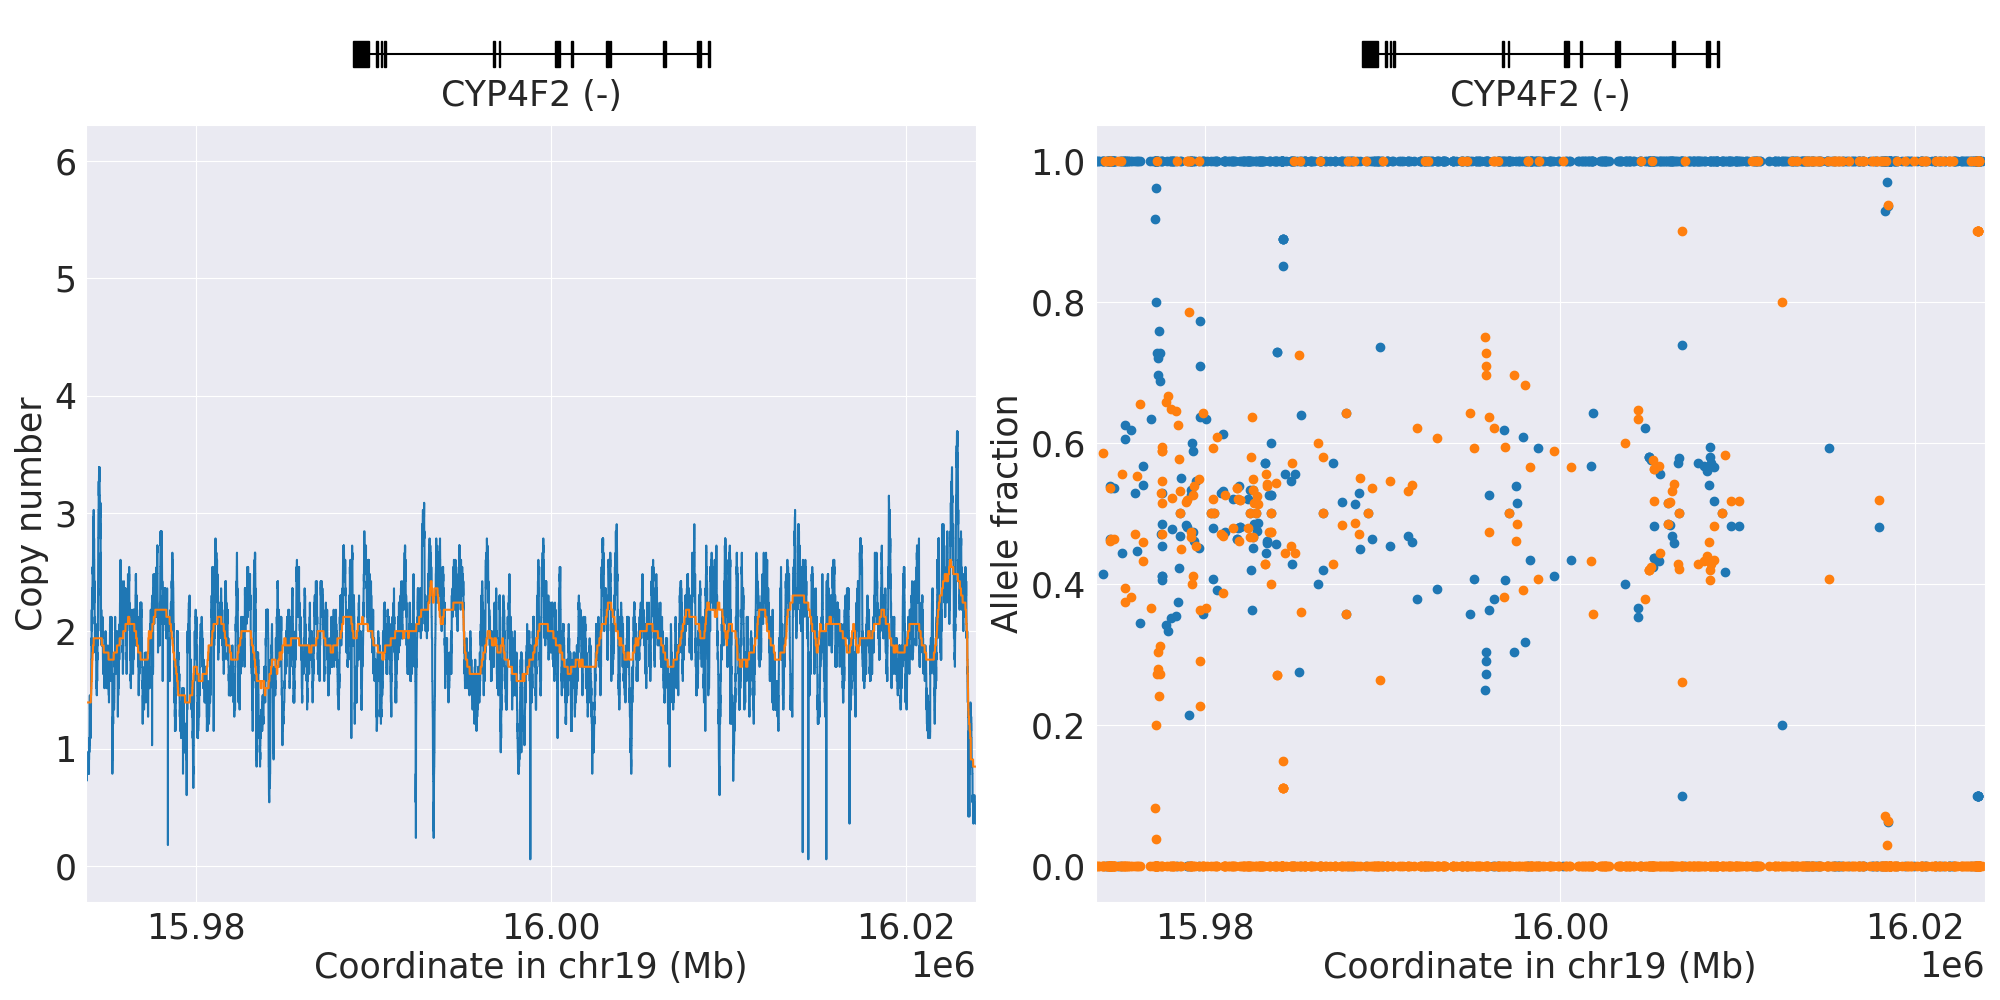 CYP4F2 (-)
6
5
4
3
2
1
0
Copy number
15.98
16.00
16.02
Coordinate in chr19 (Mb)
1e6
CYP4F2 (-)
1.0
0.8
0.6
0.4
0.2
0.0
Allele fraction
15.98
16.00
16.02
Coordinate in chr19 (Mb)
1e6